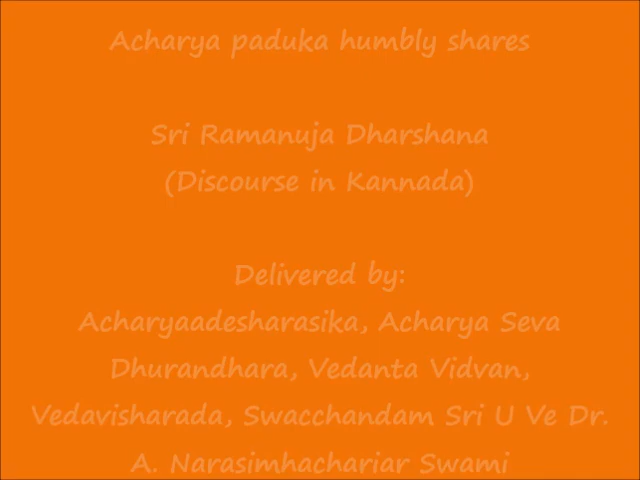 Acharya paduka humbly shares
Sri Ramanuja Dharshana
(Discourse in Kannada)
Delivered by:
Acharyaadesharasika, Acharya Seva
Dhurandhara, Vedanta Vidvan,
Vedavisharada, Swacchandam Sri U Ve Dr.
A. Narasimhachariar Swami